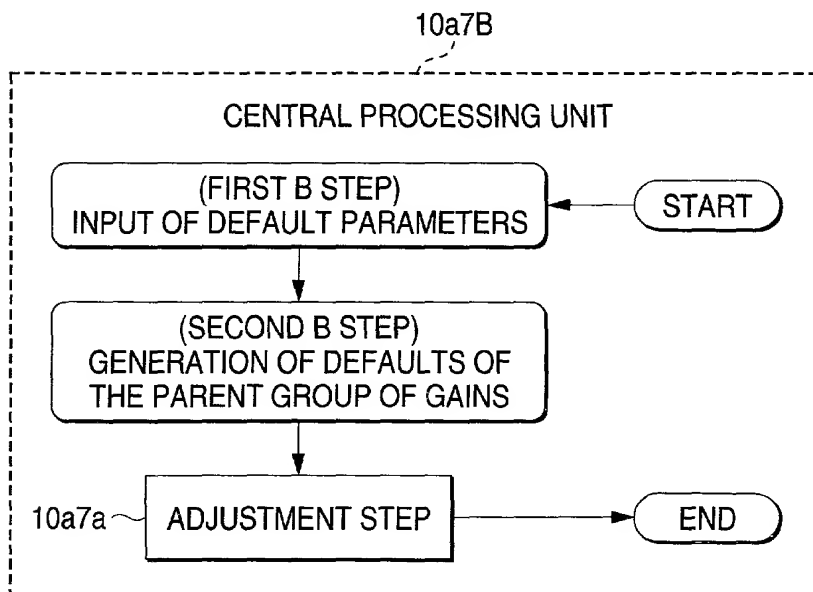 10a7B
CENTRAL PROCESSING UNIT
(FIRST B STEP)
INPUT OF DEFAULT PARAMETERS
START
(SECOND B STEP)
GENERATION OF DEFAULTS OF
THE PARENT GROUP OF GAINS
10a7a
ADJUSTMENT STEP
END